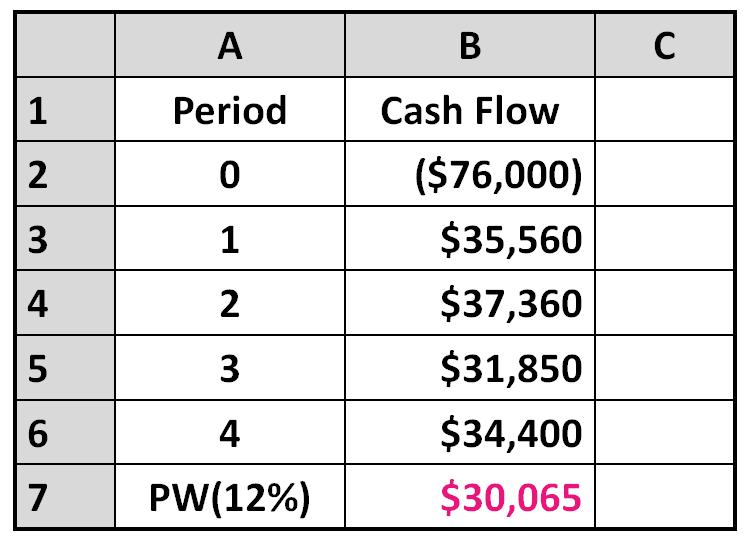 A B C
1 Period Cash Flow
2 0 ($76,000)
3 1 $35,560
4 2 $37,360
5 3 $31,850
6 4 $34,400
7 PW(12%) $30,065